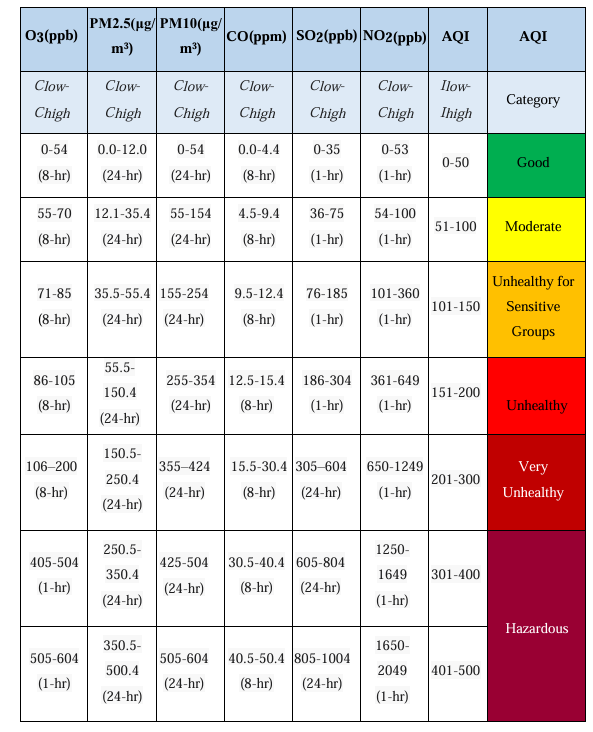 O3(ppb) PM2.5(µg/m³) PM10(µg/m³) CO(ppm) SO2(ppb) NO2(ppb) AQI AQI
Clow-Chigh Clow-Chigh Clow-Chigh Clow-Chigh Clow-Chigh Clow-Chigh Ilow-Ihigh Category
0-54 (8-hr) 0.0-12.0 (24-hr) 0-54 (24-hr) 0.0-4.4 (8-hr) 0-35 (1-hr) 0-53 (1-hr) 0-50 Good
55-70 (8-hr) 12.1-35.4 (24-hr) 55-154 (24-hr) 4.5-9.4 (8-hr) 36-75 (1-hr) 54-100 (1-hr) 51-100 Moderate
71-85 (8-hr) 35.5-55.4 (24-hr) 155-254 (24-hr) 9.5-12.4 (8-hr) 76-185 (1-hr) 101-360 (1-hr) 101-150 Unhealthy for Sensitive Groups
86-105 (8-hr) 55.5-150.4 (24-hr) 255-354 (24-hr) 12.5-15.4 (8-hr) 186-304 (1-hr) 361-649 (1-hr) 151-200 Unhealthy
106–200 (8-hr) 150.5-250.4 (24-hr) 355–424 (24-hr) 15.5-30.4 (8-hr) 305–604 (24-hr) 650-1249 (1-hr) 201-300 Very Unhealthy
405-504 (1-hr) 250.5-350.4 (24-hr) 425-504 (24-hr) 30.5-40.4 (8-hr) 605-804 (24-hr) 1250-1649 (1-hr) 301-400 Hazardous
505-604 (1-hr) 350.5-500.4 (24-hr) 505-604 (24-hr) 40.5-50.4 (8-hr) 805-1004 (24-hr) 1650-2049 (1-hr) 401-500